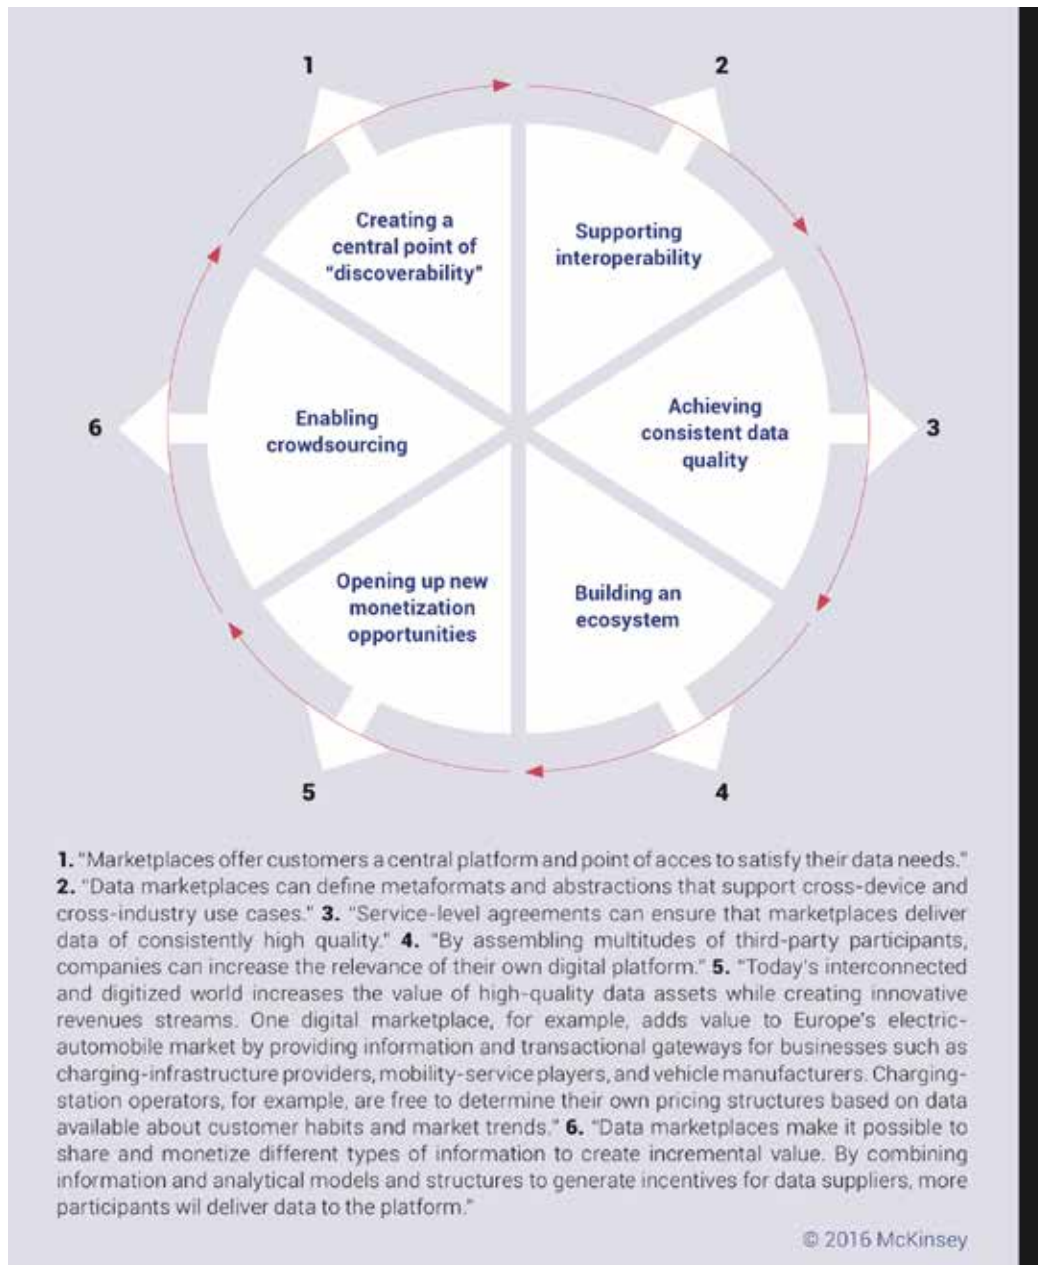 1
2
Creating a
central point of
"discoverability"
Supporting
interoperability
6
Enabling
crowdsourcing
Achieving
consistent data
quality
3
Opening up new
monetization
opportunities
Building an
ecosystem
5
4
1. "Marketplaces offer customers a central platform and point of acces to satisfy their data needs."
2. "Data marketplaces can define metaformats and abstractions that support cross-device and
cross-industry use cases." 3. "Service-level agreements can ensure that marketplaces deliver
data of consistently high quality." 4. "By assembling multitudes of third-party participants,
companies can increase the relevance of their own digital platform." 5. "Today's interconnected
and digitized world increases the value of high-quality data assets while creating innovative
revenues streams. One digital marketplace, for example, adds value to Europe's electric-
automobile market by providing information and transactional gateways for businesses such as
charging-infrastructure providers, mobility-service players, and vehicle manufacturers. Charging-
station operators, for example, are free to determine their own pricing structures based on data
available about customer habits and market trends." 6. "Data marketplaces make it possible to
share and monetize different types of information to create incremental value. By combining
information and analytical models and structures to generate incentives for data suppliers, more
participants wil deliver data to the platform."
© 2016 McKinsey